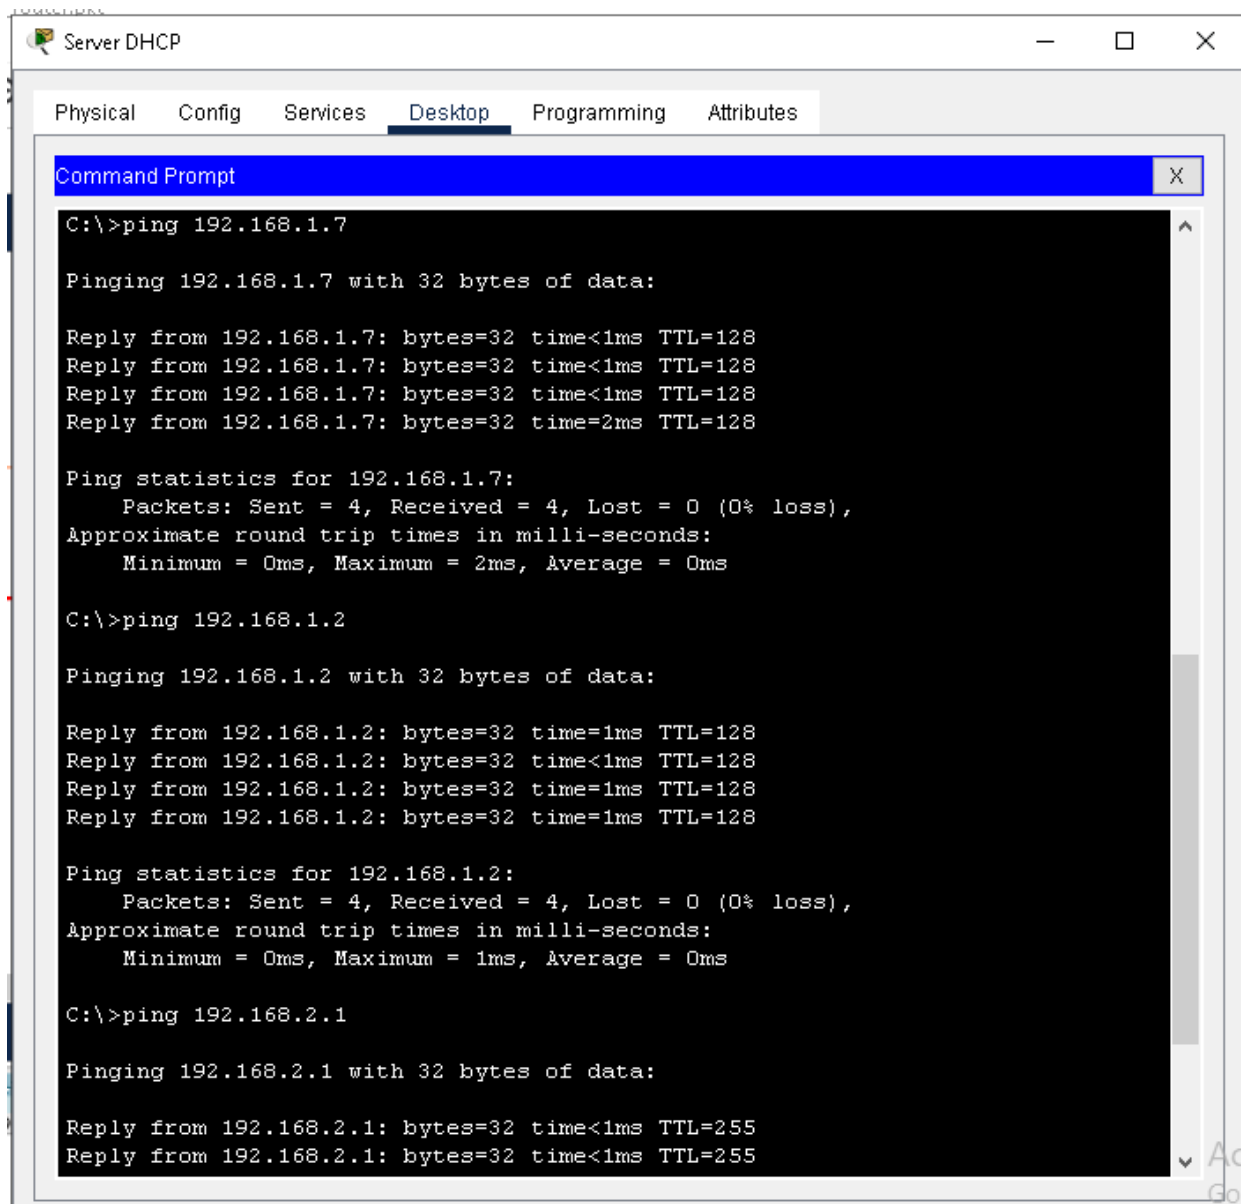 Server DHCP
Physical Config Services Desktop Programming Attributes
Command Prompt
X
C:\>ping 192.168.1.7
Pinging 192.168.1.7 with 32 bytes of data:
Reply from 192.168.1.7: bytes=32 time<1ms TTL=128
Reply from 192.168.1.7: bytes=32 time<1ms TTL=128
Reply from 192.168.1.7: bytes=32 time<1ms TTL=128
Reply from 192.168.1.7: bytes=32 time=2ms TTL=128
Ping statistics for 192.168.1.7:
Packets: Sent = 4, Received = 4, Lost = 0 (0% loss),
Approximate round trip times in milli-seconds:
Minimum = 0ms, Maximum = 2ms, Average = 0ms
C:\>ping 192.168.1.2
Pinging 192.168.1.2 with 32 bytes of data:
Reply from 192.168.1.2: bytes=32 time=1ms TTL=128
Reply from 192.168.1.2: bytes=32 time<1ms TTL=128
Reply from 192.168.1.2: bytes=32 time=1ms TTL=128
Reply from 192.168.1.2: bytes=32 time=1ms TTL=128
Ping statistics for 192.168.1.2:
Packets: Sent = 4, Received = 4, Lost = 0 (0% loss),
Approximate round trip times in milli-seconds:
Minimum = 0ms, Maximum = 1ms, Average = 0ms
C:\>ping 192.168.2.1
Pinging 192.168.2.1 with 32 bytes of data:
Reply from 192.168.2.1: bytes=32 time<1ms TTL=255
Reply from 192.168.2.1: bytes=32 time<1ms TTL=255